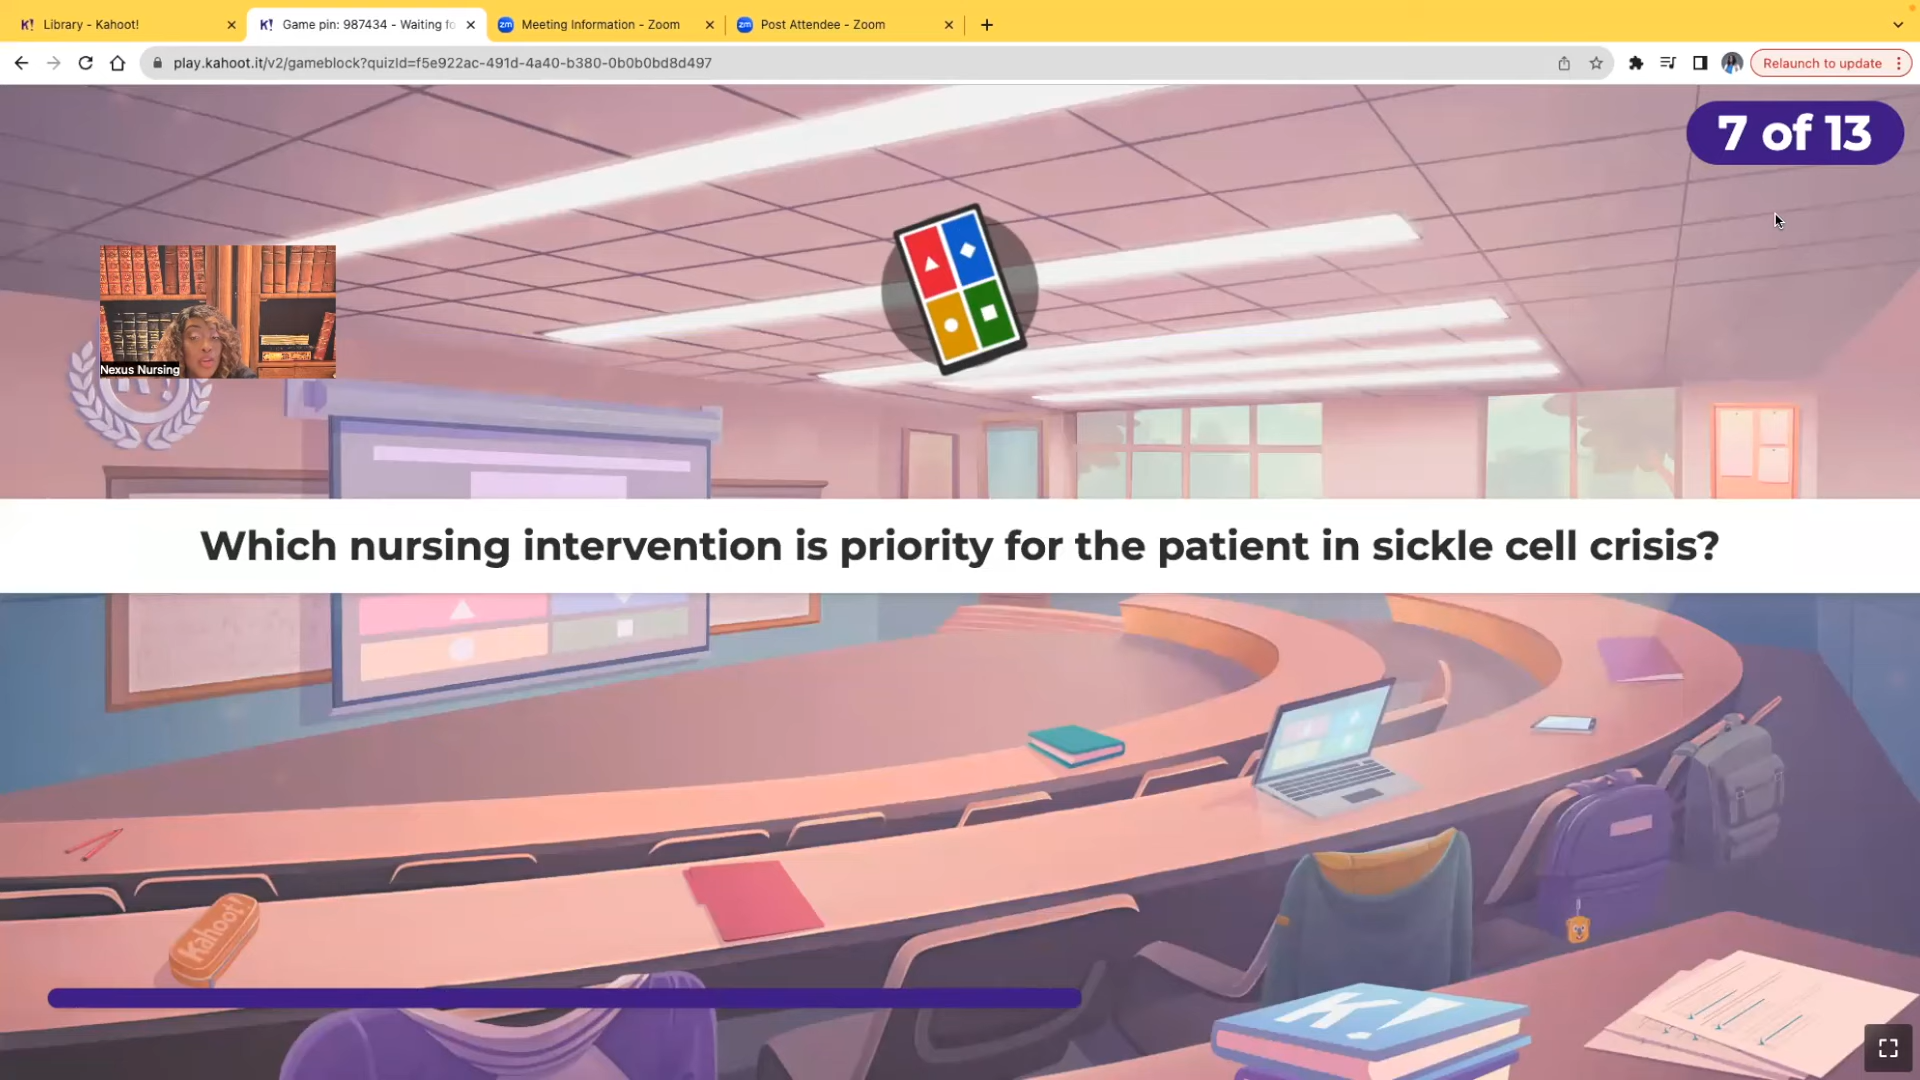 Library - Kahoot!
Game pin: 987434 - Waiting fo
Meeting Information - Zoom
Post Attendee - Zoom
play.kahoot.it/v2/gameblock?quizId=f5e922ac-491d-4a40-b380-0b0b0bd8d497
Relaunch to update
7 of 13
Nexus Nursing
Which nursing intervention is priority for the patient in sickle cell crisis?
Kahoot!
K!